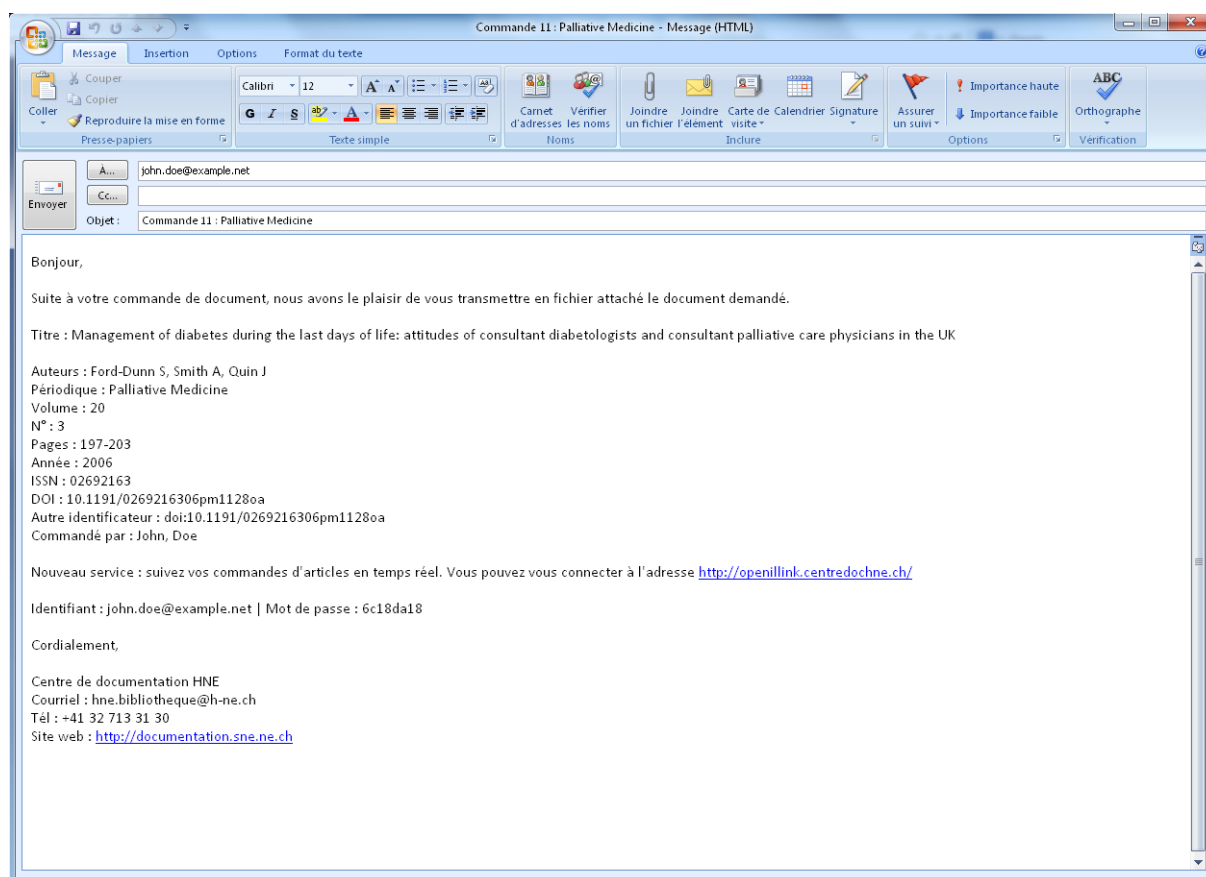 Commande 11 : Palliative Medicine - Message (HTML)
Message Insertion Options Format du texte
Coller
Couper
Copier
Reproduire la mise en forme
Presse-papiers
Calibri 12
G I S
Texte simple
Carnet d'adresses
Vérifier les noms
Noms
Joindre un fichier
Joindre l'élément
Carte de visite
Calendrier
Signature
Inclure
Assurer un suivi
Importance haute
Importance faible
Options
ABC
Orthographe
Vérification
Envoyer
À... john.doe@example.net
Cc...
Objet : Commande 11 : Palliative Medicine
Bonjour,
Suite à votre commande de document, nous avons le plaisir de vous transmettre en fichier attaché le document demandé.
Titre : Management of diabetes during the last days of life: attitudes of consultant diabetologists and consultant palliative care physicians in the UK
Auteurs : Ford-Dunn S, Smith A, Quin J
Périodique : Palliative Medicine
Volume : 20
N° : 3
Pages : 197-203
Année : 2006
ISSN : 02692163
DOI : 10.1191/0269216306pm1128oa
Autre identificateur : doi:10.1191/0269216306pm1128oa
Commandé par : John, Doe
Nouveau service : suivez vos commandes d'articles en temps réel. Vous pouvez vous connecter à l'adresse http://openillink.centredochne.ch/
Identifiant : john.doe@example.net | Mot de passe : 6c18da18
Cordialement,
Centre de documentation HNE
Courriel : hne.bibliotheque@h-ne.ch
Tél : +41 32 713 31 30
Site web : http://documentation.sne.ne.ch